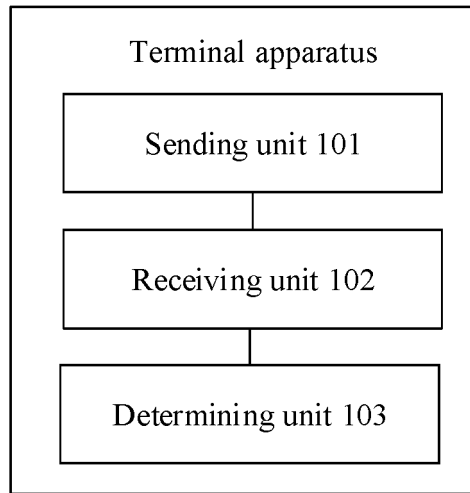 Terminal apparatus
Sending unit 101
Receiving unit 102
Determining unit 103